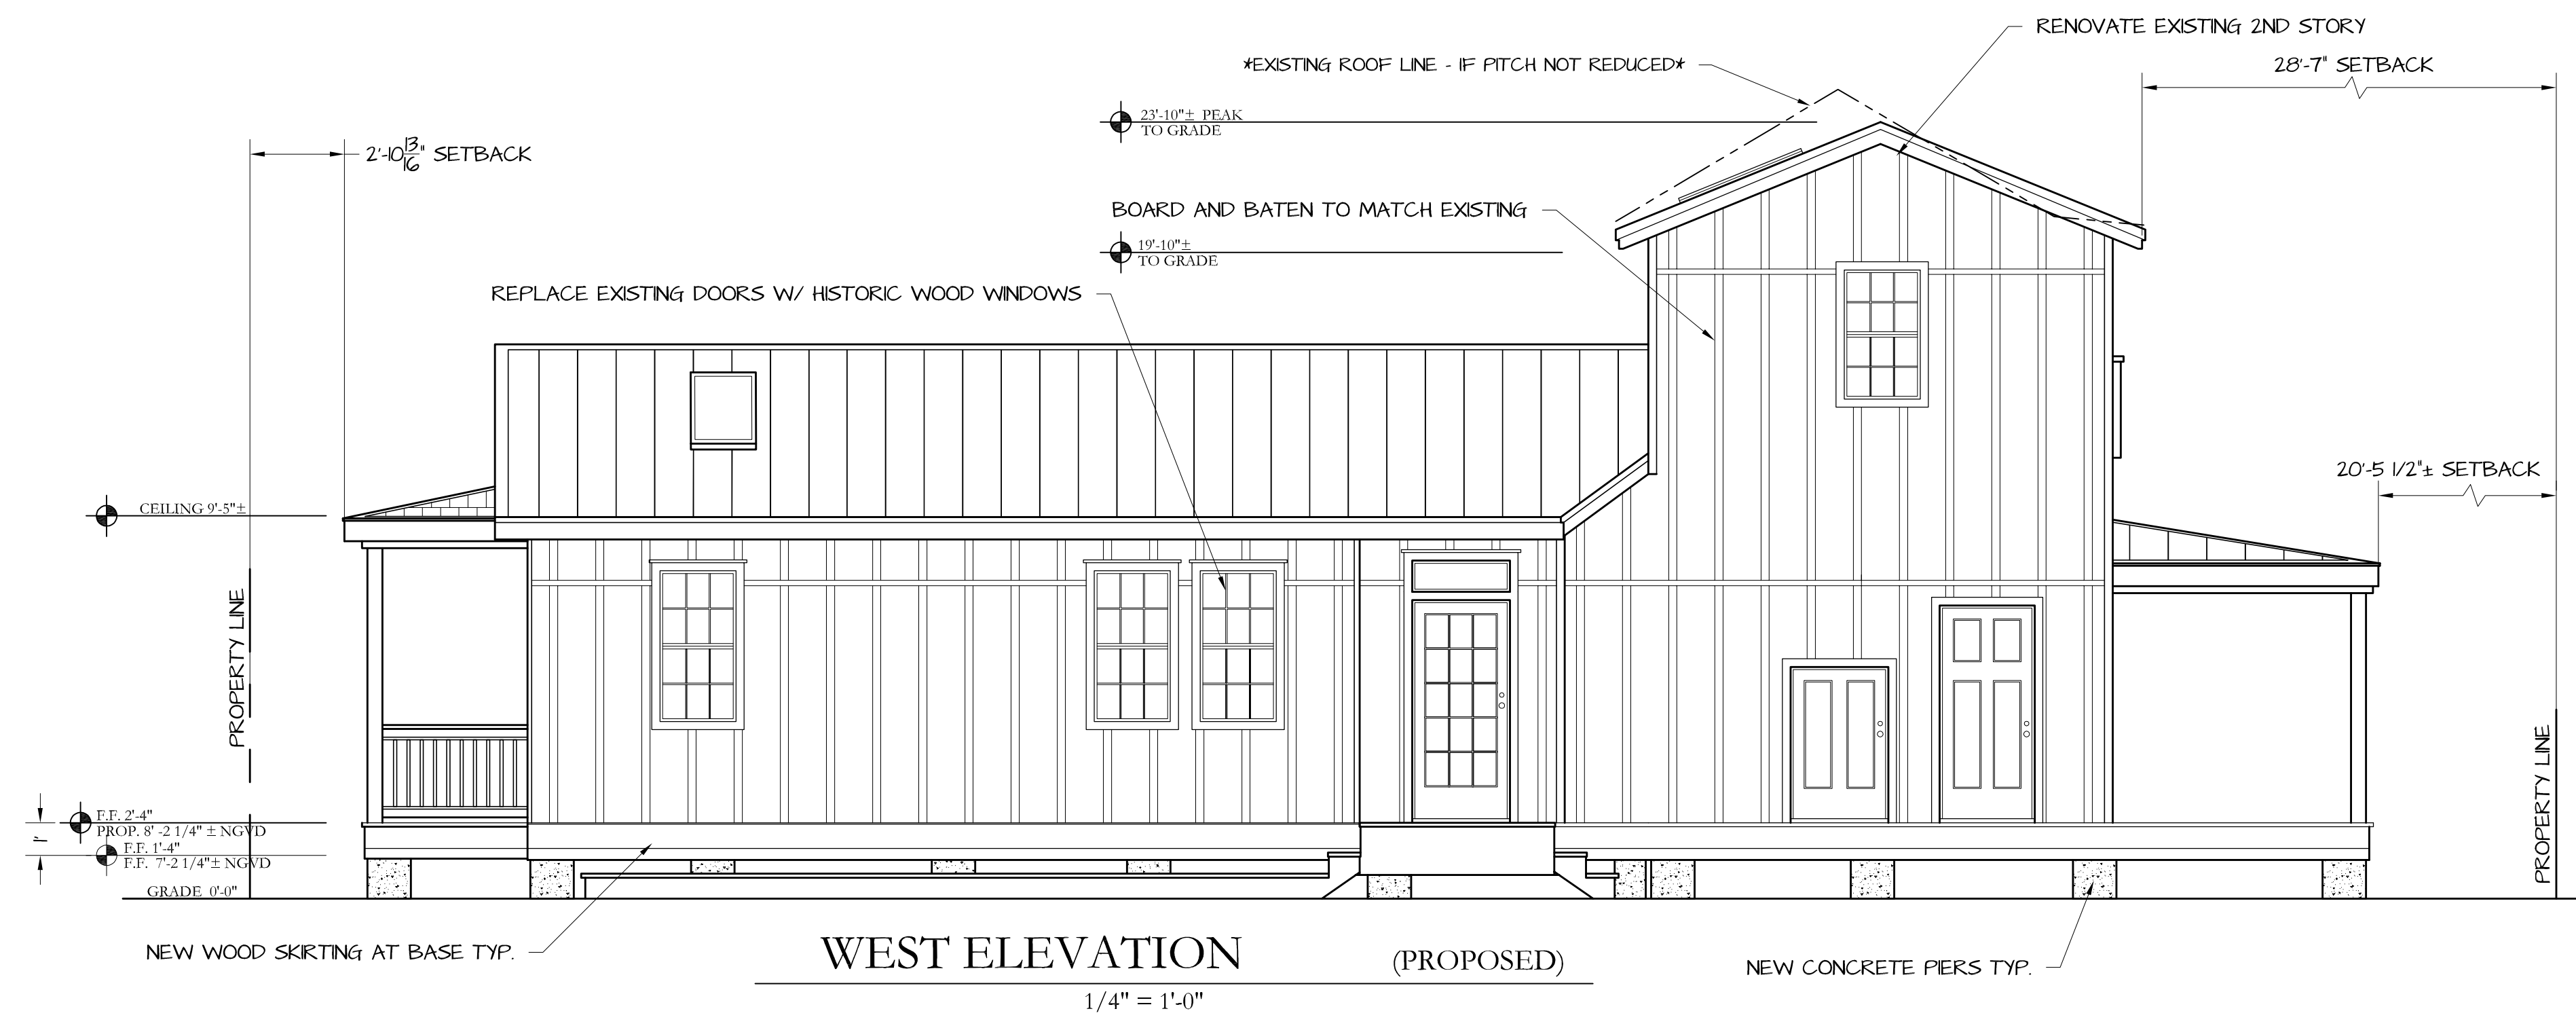 RENOVATE EXISTING 2ND STORY
*EXISTING ROOF LINE - IF PITCH NOT REDUCED*
28'-7" SETBACK
23'-10"± PEAK
TO GRADE
2'-10 13/16" SETBACK
BOARD AND BATEN TO MATCH EXISTING
19'-10"±
TO GRADE
REPLACE EXISTING DOORS W/ HISTORIC WOOD WINDOWS
20'-5 1/2"± SETBACK
CEILING 9'-5"±
PROPERTY LINE
PROPERTY LINE
1'
F.F. 2'-4"
PROP. 8' -2 1/4" ± NGVD
F.F. 1'-4"
F.F. 7'-2 1/4"± NGVD
GRADE 0'-0"
NEW WOOD SKIRTING AT BASE TYP.
WEST ELEVATION (PROPOSED)
NEW CONCRETE PIERS TYP.
1/4" = 1'-0"